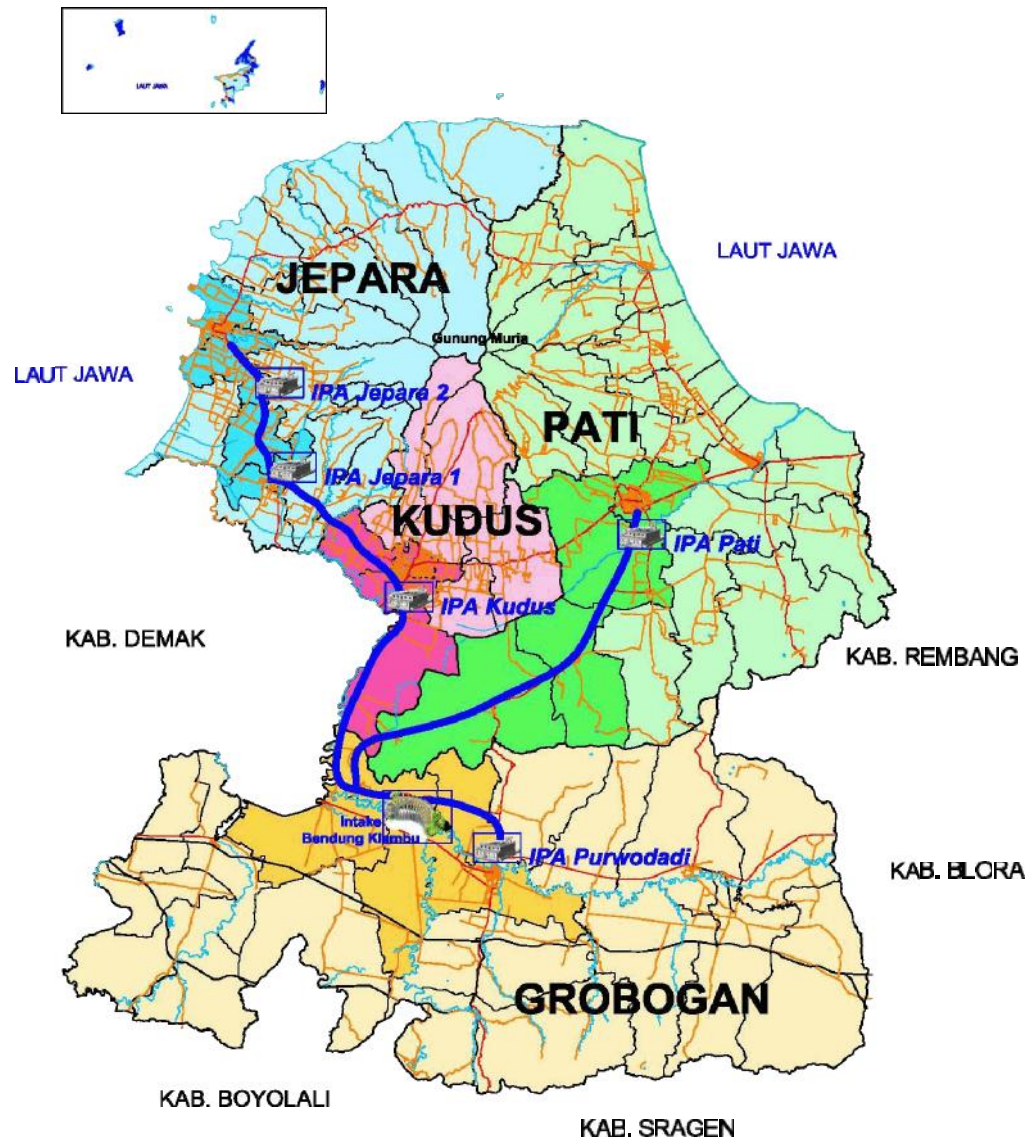 LAUT JAWA
LAUT JAWA
JEPARA
Gunung Muria
LAUT JAWA
IPA Jepara 2
PATI
IPA Jepara 1
KUDUS
IPA Pati
IPA Kudus
KAB. DEMAK
KAB. REMBANG
Intake
Bendung Klambu
IPA Purwodadi
KAB. BLORA
GROBOGAN
KAB. BOYOLALI
KAB. SRAGEN